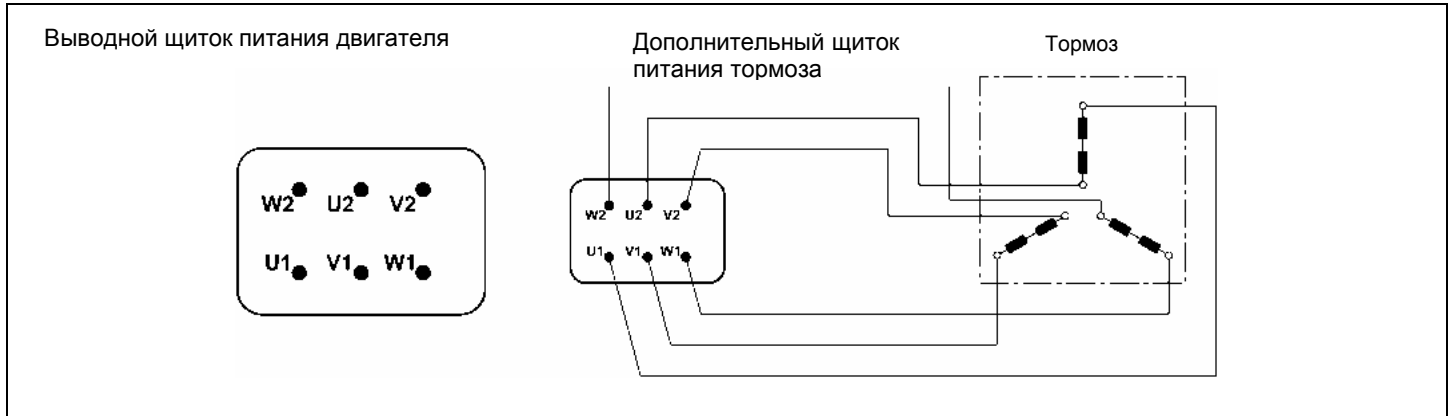 Выводной щиток питания двигателя
Дополнительный щиток
питания тормоза
Тормоз
W2 U2 V2
U1 V1 W1
W2 U2 V2
U1 V1 W1